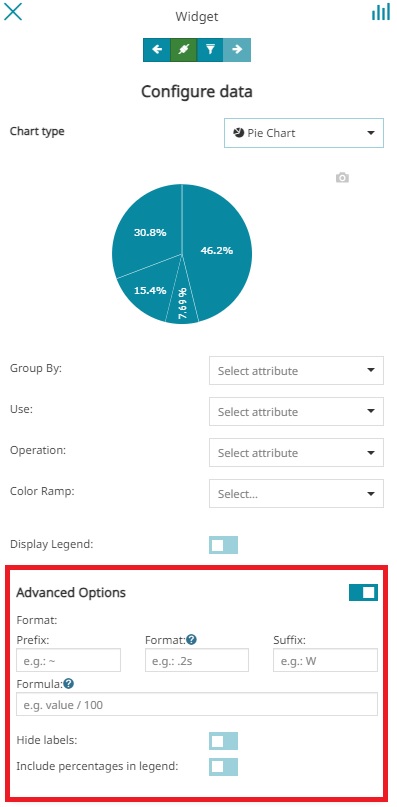 Widget
Configure data
Chart type Pie Chart
30.8% 46.2%
15.4% 7.69%
Group By: Select attribute
Use: Select attribute
Operation: Select attribute
Color Ramp: Select...
Display Legend:
Advanced Options
Format:
Prefix: Format: Suffix:
e.g.: ~ e.g.: .2s e.g.: W
Formula:
e.g. value / 100
Hide labels:
Include percentages in legend: